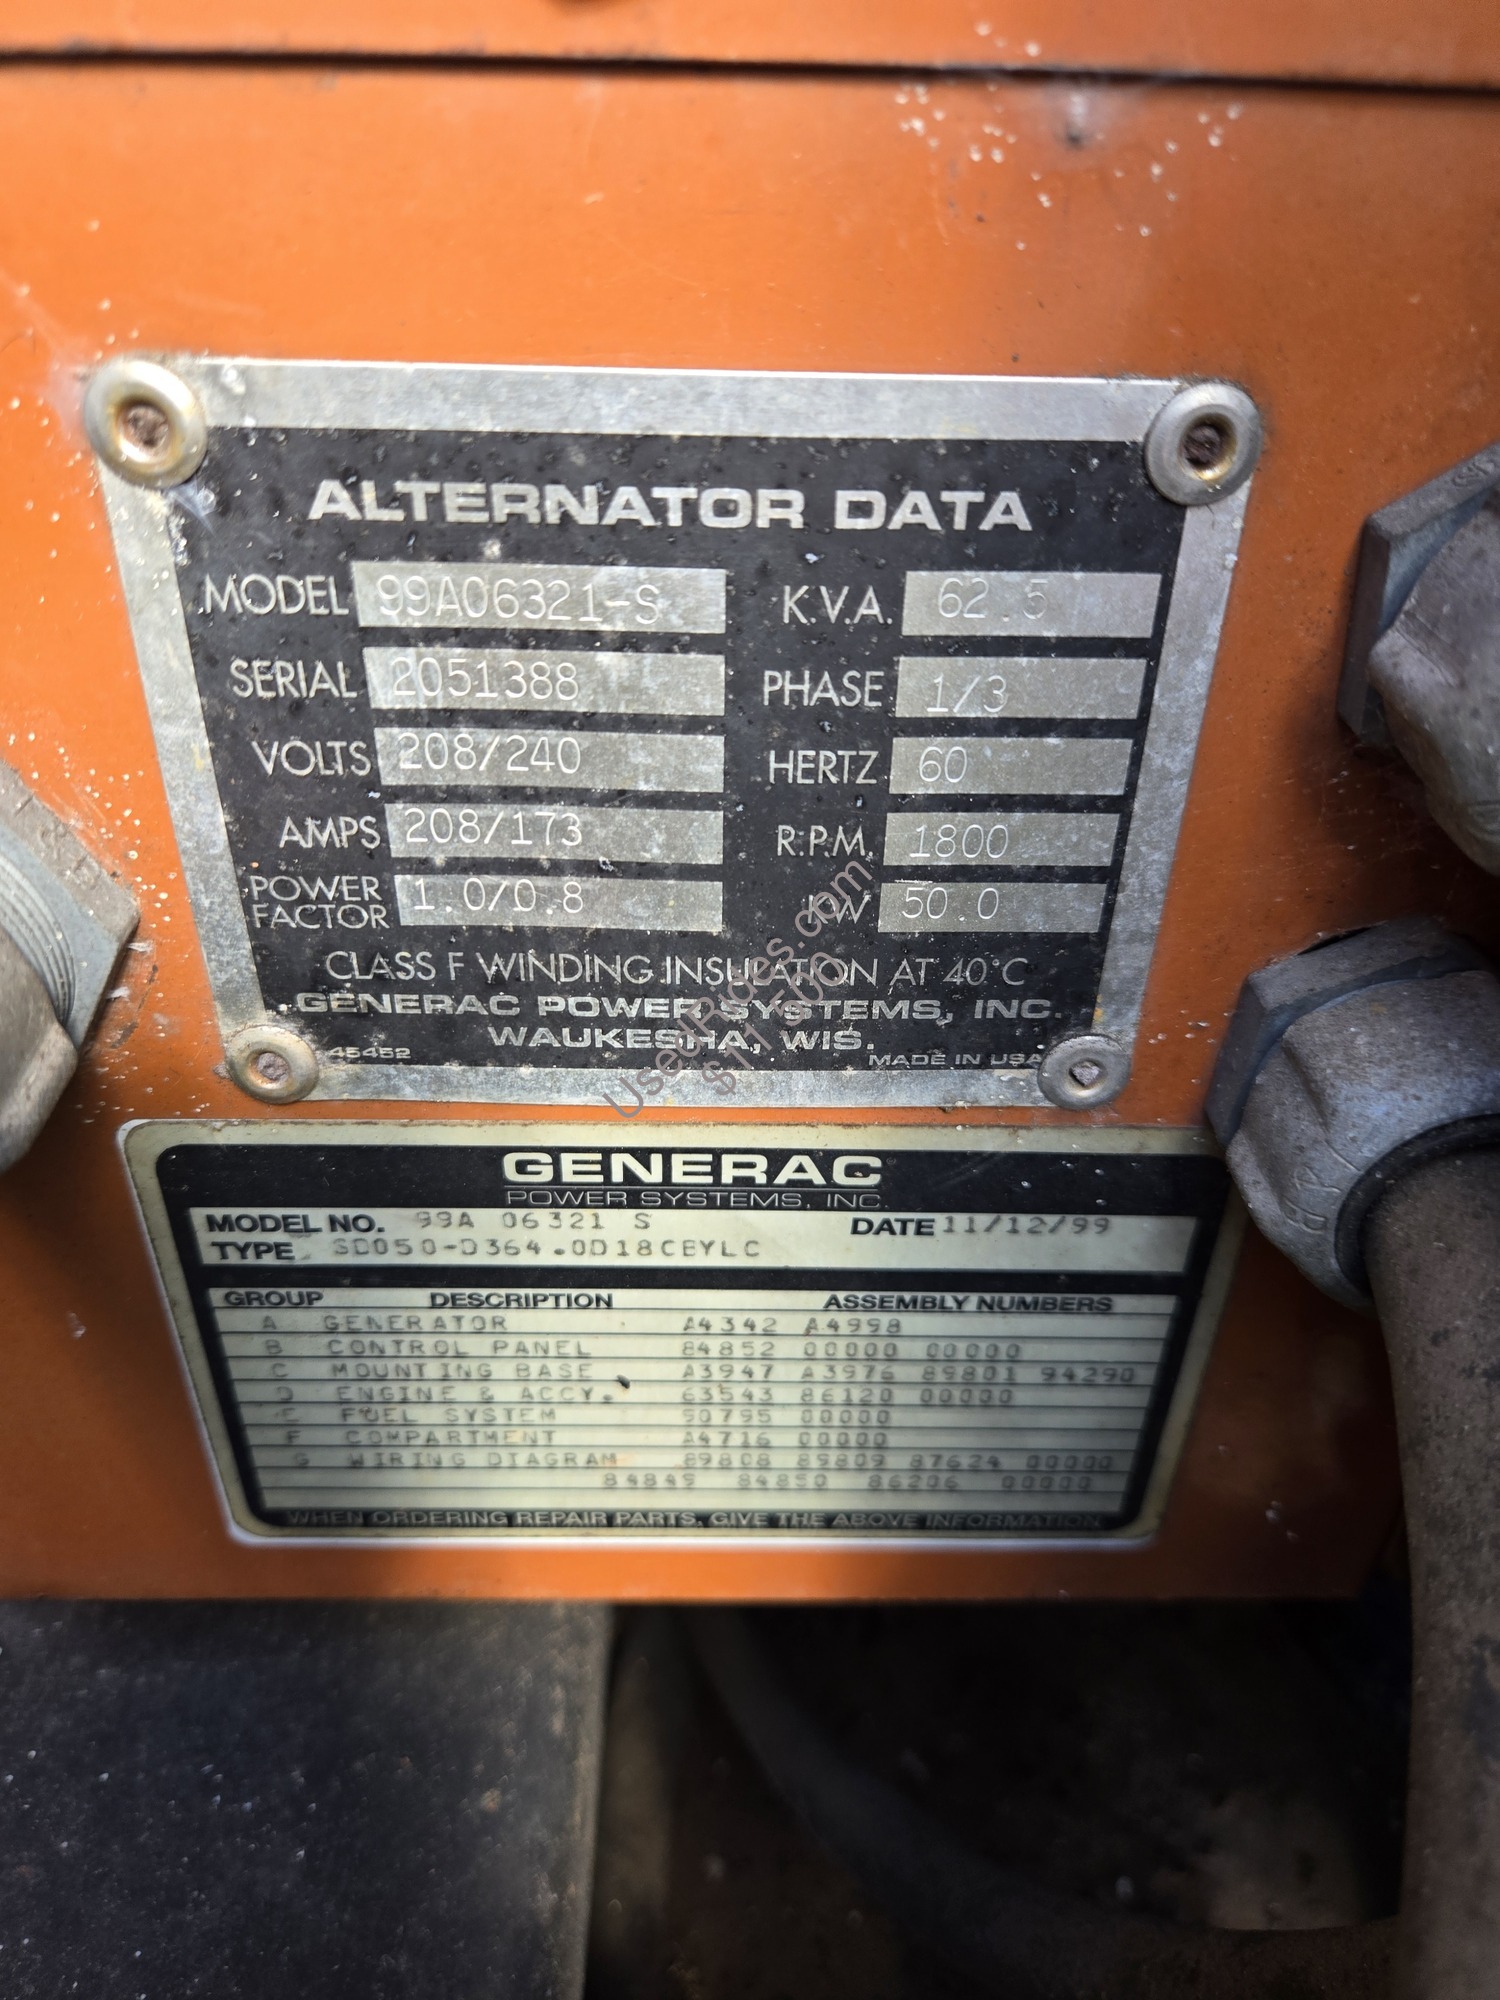 ALTERNATOR DATA
MODEL 99A06321-S K.V.A. 62.5
SERIAL 2051388 PHASE 1/3
VOLTS 208/240 HERTZ 60
AMPS 208/173 R.P.M. 1800
POWER FACTOR 1.0/0.8 KW 50.0
CLASS F WINDING INSULATION AT 40°C
GENERAC POWER SYSTEMS, INC.
WAUKESHA, WIS.
45452 MADE IN USA
UsedRides.com
GENERAC
POWER SYSTEMS, INC.
MODEL NO. 99A 06321 S DATE 11/12/99
TYPE SD050-D364.0D18CBYLC
GROUP DESCRIPTION ASSEMBLY NUMBERS
A GENERATOR A4342 A4998
B CONTROL PANEL 84852 00000 00000
C MOUNTING BASE A3947 A3976 89801 94290
D ENGINE & ACCY. 63543 86120 00000
E FUEL SYSTEM 90795 00000
F COMPARTMENT A4716 00000
G WIRING DIAGRAM 89808 89809 87624 00000
84849 84850 86206 00000
WHEN ORDERING REPAIR PARTS, GIVE THE ABOVE INFORMATION